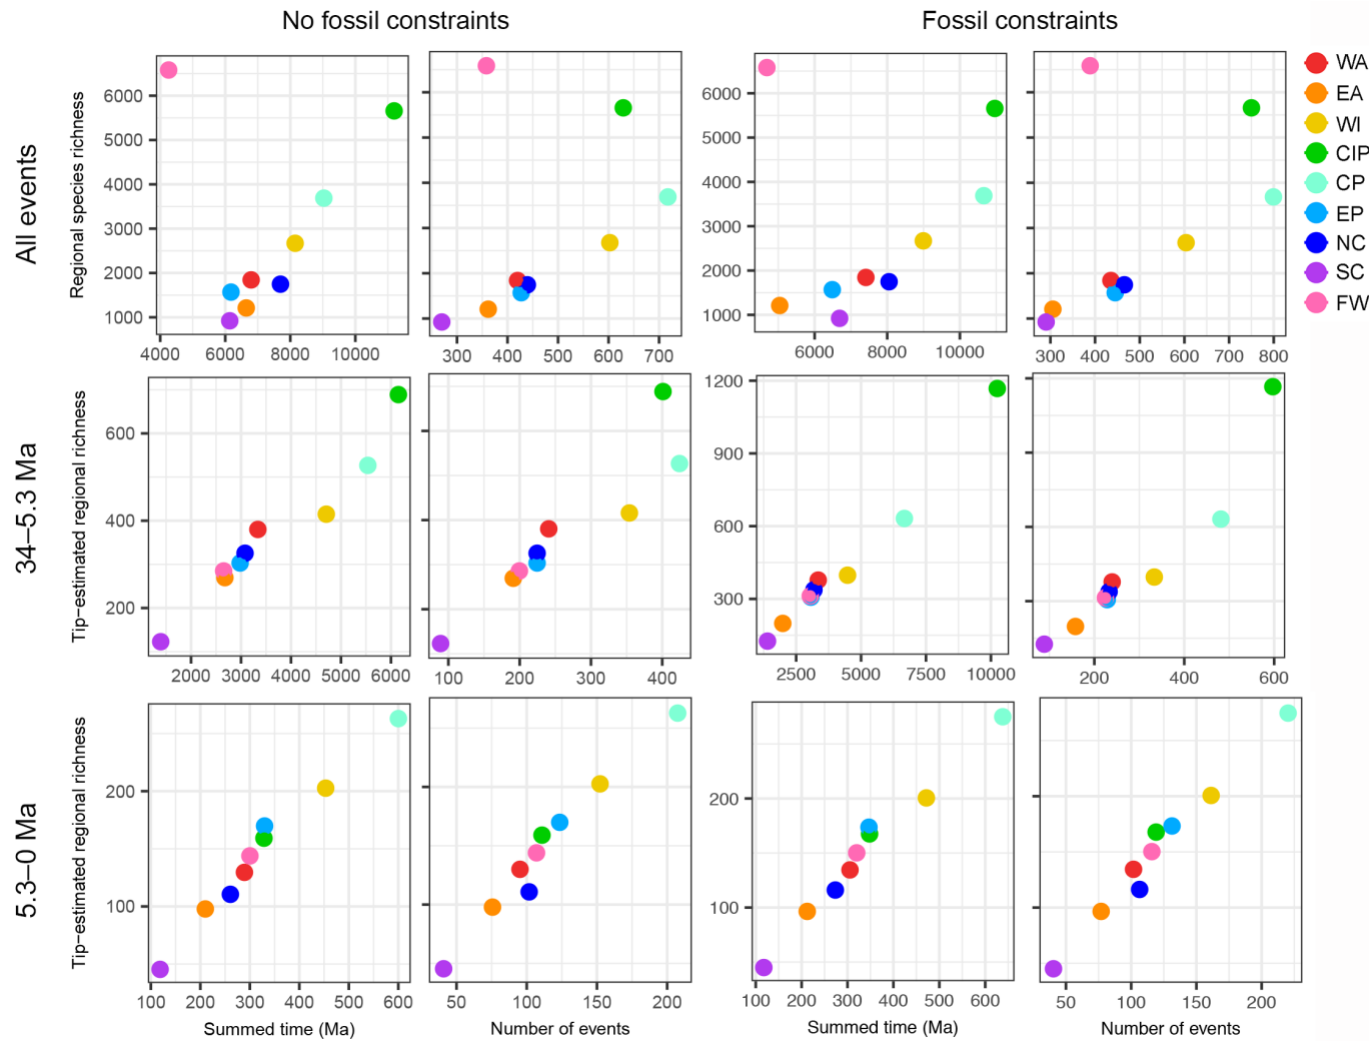 No fossil constraints
Fossil constraints
All events
Regional species richness
6000
5000
4000
3000
2000
1000
4000 6000 8000 10000
300 400 500 600 700
6000
5000
4000
3000
2000
1000
6000 8000 10000
300 400 500 600 700 800
WA
EA
WI
CIP
CP
EP
NC
SC
FW
34–5.3 Ma
Tip−estimated regional richness
600
400
200
2000 3000 4000 5000 6000
100 200 300 400
1200
900
600
300
2500 5000 7500 10000
200 400 600
5.3–0 Ma
Tip−estimated regional richness
200
100
100 200 300 400 500 600
50 100 150 200
200
100
100 200 300 400 500 600
50 100 150 200
Summed time (Ma)
Number of events
Summed time (Ma)
Number of events